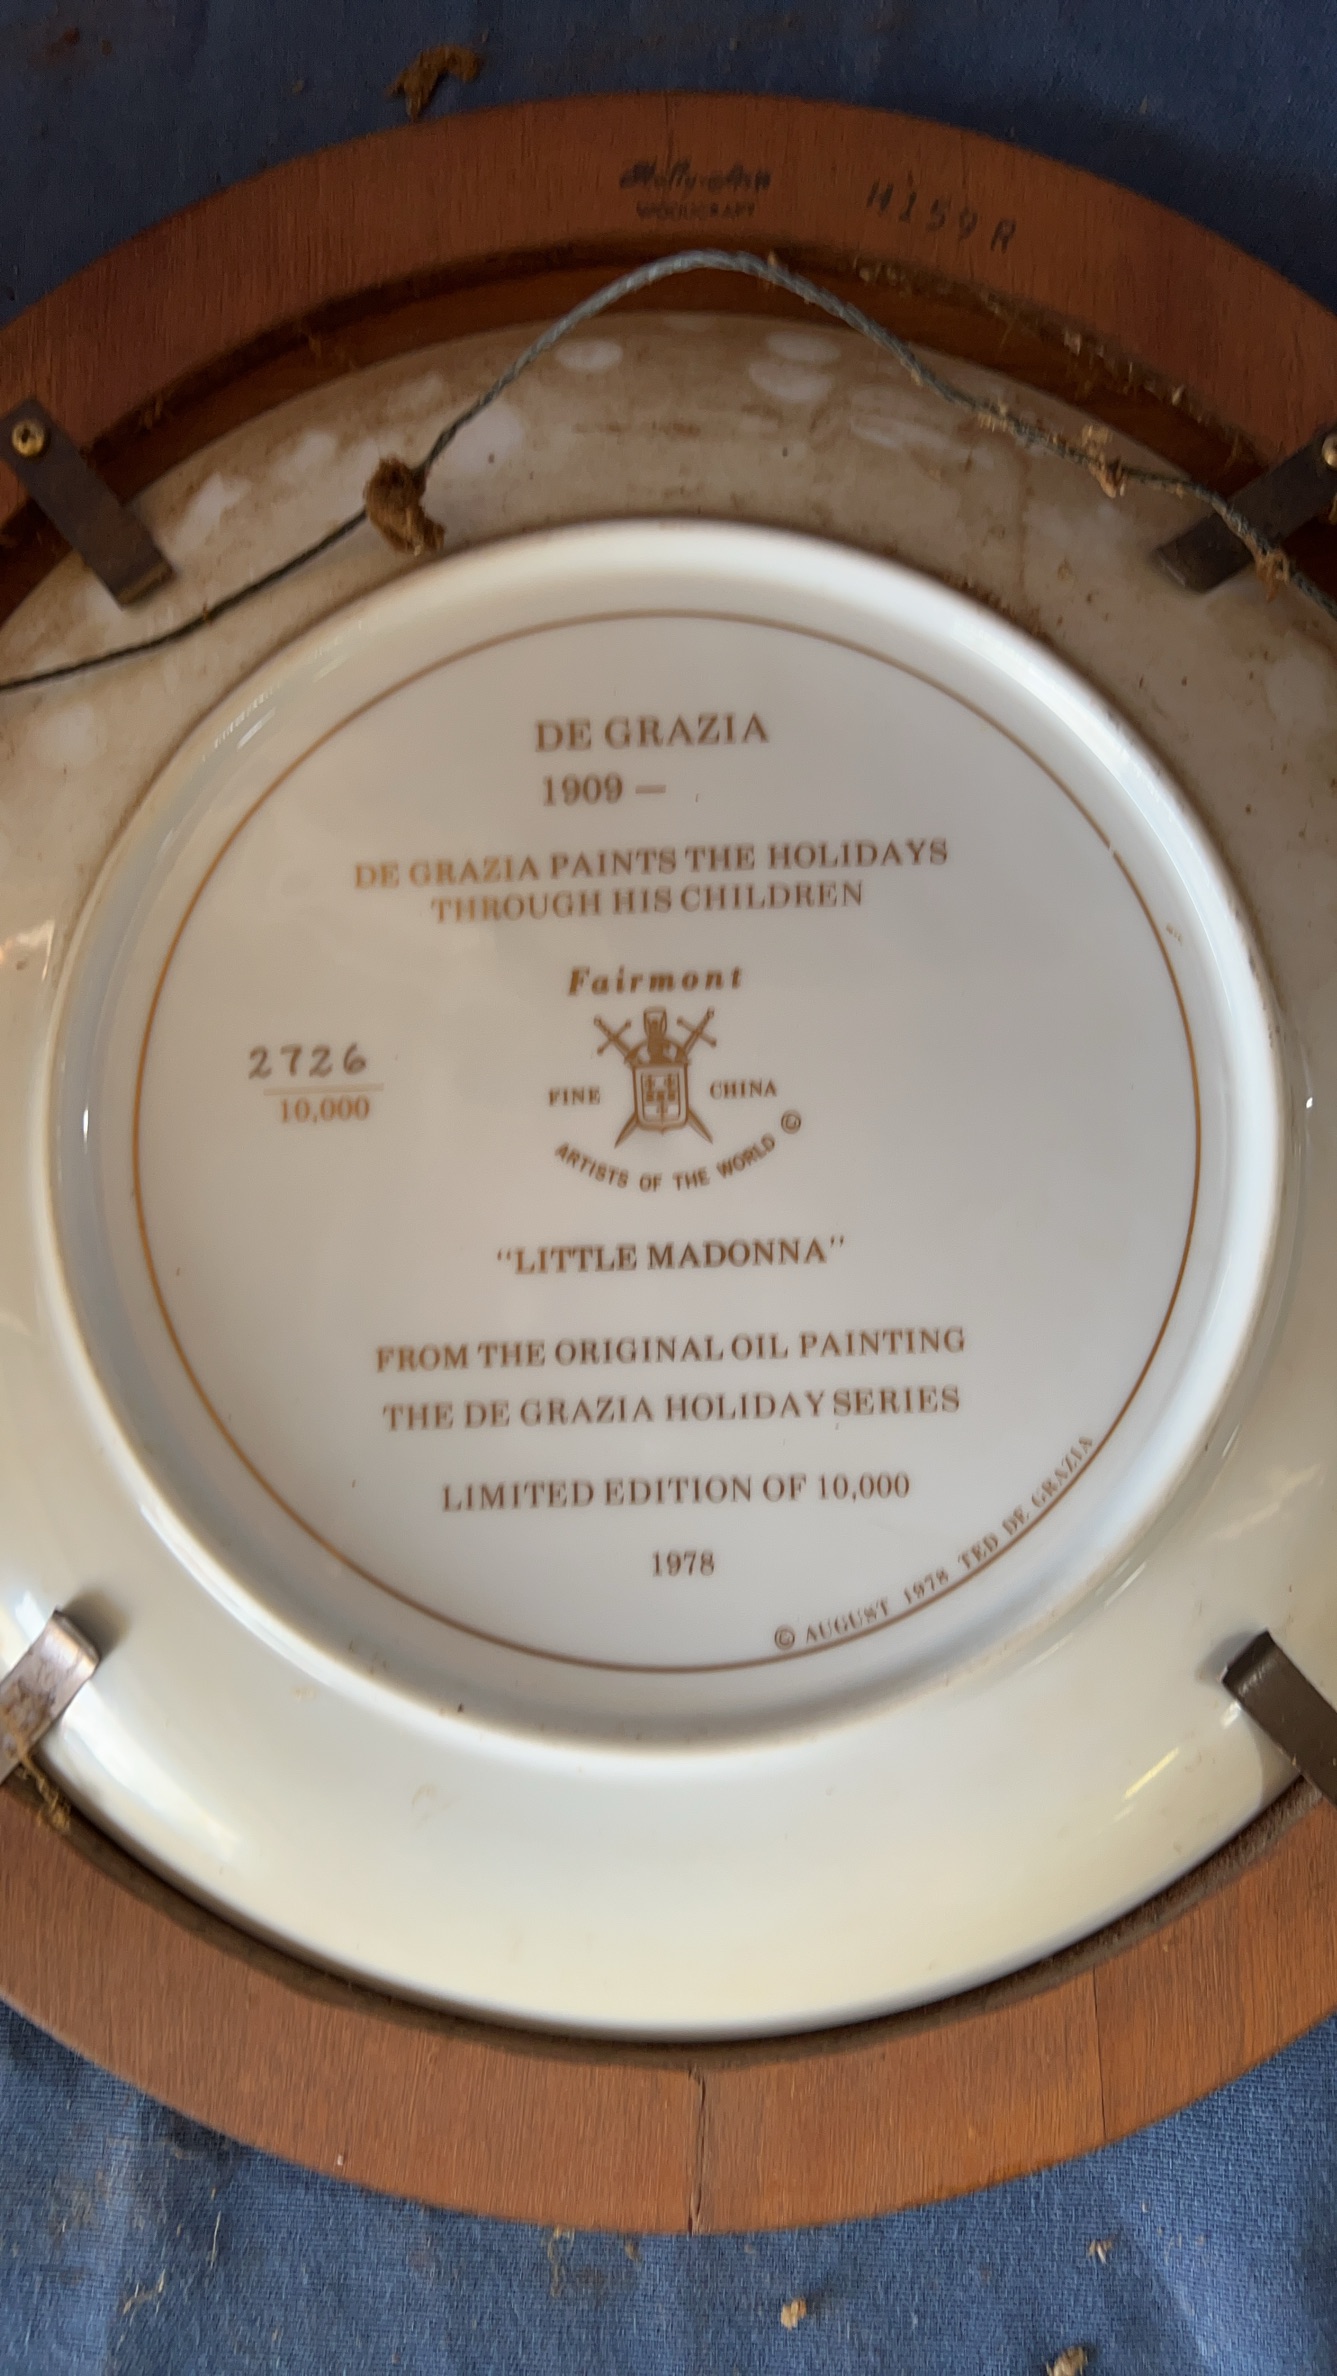 WOODCRAFT
H159R
DE GRAZIA
1909 —
DE GRAZIA PAINTS THE HOLIDAYS
THROUGH HIS CHILDREN
Fairmont
2726
10,000
FINE CHINA
ARTISTS OF THE WORLD ©
"LITTLE MADONNA"
FROM THE ORIGINAL OIL PAINTING
THE DE GRAZIA HOLIDAY SERIES
LIMITED EDITION OF 10,000
1978
© AUGUST 1978 TED DE GRAZIA